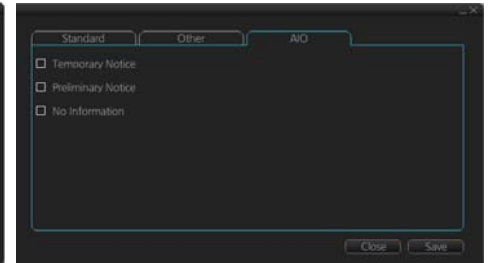 Standard Other AIO
Temporary Notice
Preliminary Notice
No Information
Close Save